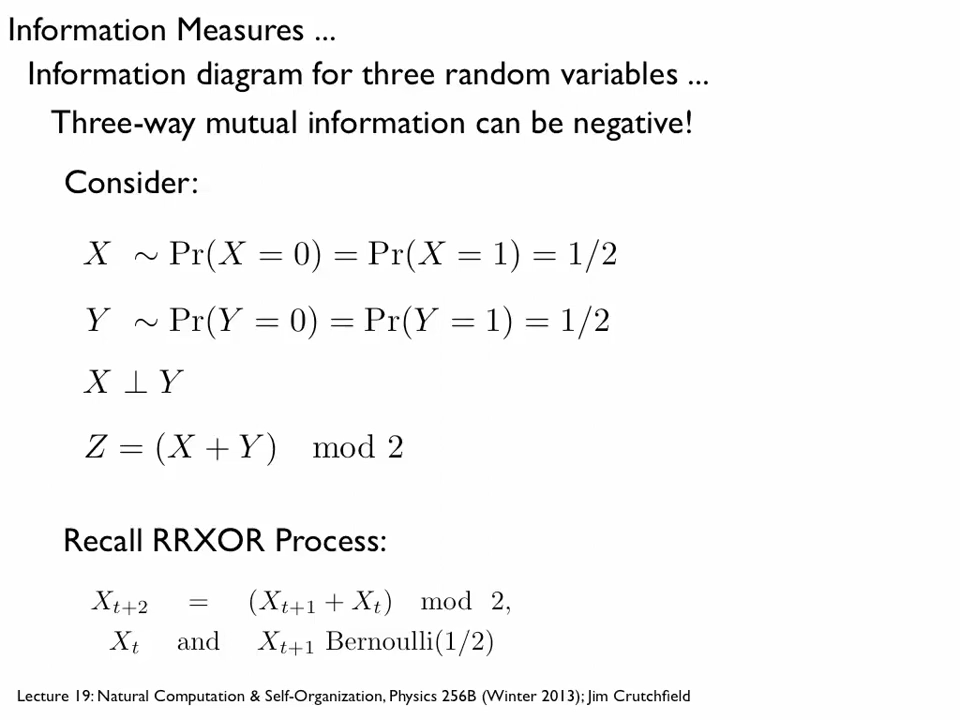 Information Measures ...
Information diagram for three random variables ...
Three-way mutual information can be negative!
Consider:
X ∼ Pr(X = 0) = Pr(X = 1) = 1/2
Y ∼ Pr(Y = 0) = Pr(Y = 1) = 1/2
X ⊥ Y
Z = (X + Y) mod 2
Recall RRXOR Process:
X_{t+2} = (X_{t+1} + X_t) mod 2,
X_t and X_{t+1} Bernoulli(1/2)
Lecture 19: Natural Computation & Self-Organization, Physics 256B (Winter 2013); Jim Crutchfield